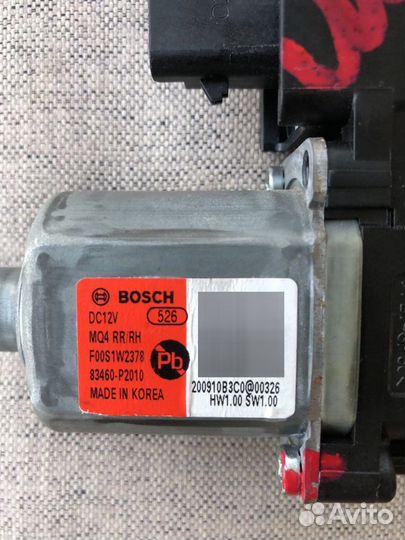 BOSCH
DC12V 526
MQ4 RR/RH
F00S1W2378
83460-P2010
MADE IN KOREA
Pb
200910B3C0@00326
HW1.00 SW1.00
Avito